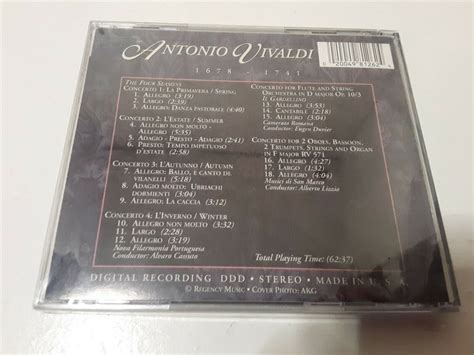 ANTONIO VIVALDI
1678 - 1741
THE FOUR SEASONS
CONCERTO 1: LA PRIMAVERA / SPRING
1. ALLEGRO (3:19)
2. LARGO (2:39)
3. ALLEGRO DANZA PASTORALE (4:40)
CONCERTO 2: L'ESTATE / SUMMER
4. ALLEGRO NON MOLTO -
ALLEGRO (5:18)
5. ADAGIO - PRESTO - ADAGIO (2:41)
6. PRESTO: TEMPO IMPETUOSO
D'ESTATE (2:58)
CONCERTO 3: L'AUTUNNO / AUTUMN
7. ALLEGRO: BALLO, E CANTO DE
VILANELLI (5:18)
8. ADAGIO MOLTO: UBRIACHI
DORMIENTI (3:08)
9. ALLEGRO: LA CACCIA (3:12)
CONCERTO 4: L'INVERNO / WINTER
10. ALLEGRO NON MOLTO (3:32)
11. LARGO (2:28)
12. ALLEGRO (3:19)
Nova Filarmonia Portuguesa
Conductor: Alvaro Cassuto
CONCERTO FOR FLUTE AND STRING
ORCHESTRA IN D MAJOR OP. 10/3
IL GARDELLINO
13. ALLEGRO (3:53)
14. CANTABILE (2:18)
15. ALLEGRO (3:04)
Camerata Romana
Conductor: Eugen Duvier
CONCERTO FOR 2 OBOES, BASSOON,
2 TRUMPETS, STRINGS AND ORGAN
IN F MAJOR RV 571
16. ALLEGRO (4:27)
17. LARGO (3:17)
18. ALLEGRO (4:14)
Musici di San Marco
Conductor: Alberto Lizzio
Total Playing Time: (62:37)
DIGITAL RECORDING DDD • STEREO • MADE IN U. S. A.
© REGENCY MUSIC • COVER PHOTO: AKG